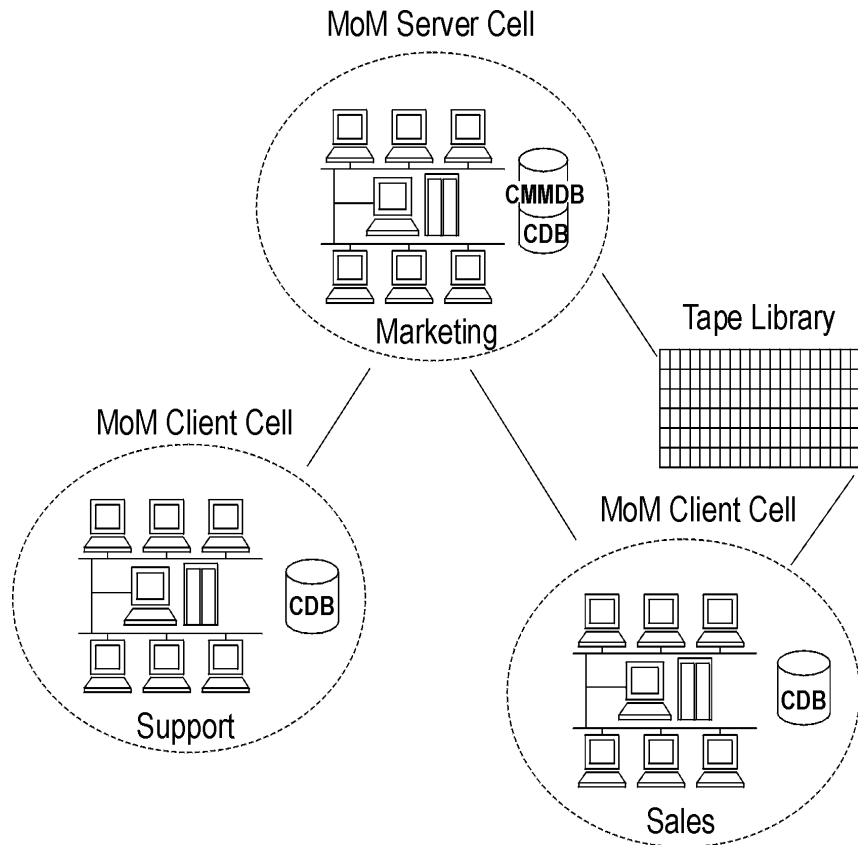 MoM Server Cell
CMMDB
CDB
Marketing
Tape Library
MoM Client Cell
CDB
Support
MoM Client Cell
CDB
Sales